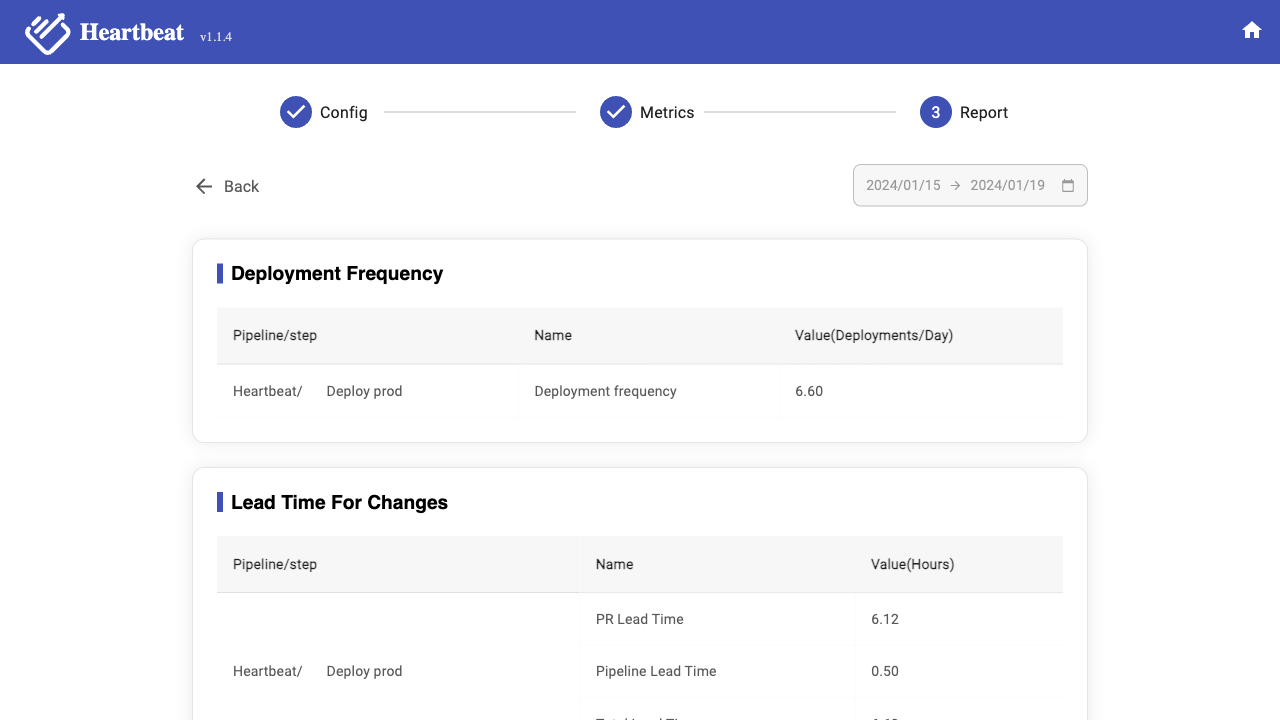 Heartbeat v1.1.4
Config Metrics 3 Report
Back 2024/01/15 → 2024/01/19
Deployment Frequency
Pipeline/step Name Value(Deployments/Day)
Heartbeat/ Deploy prod Deployment frequency 6.60
Lead Time For Changes
Pipeline/step Name Value(Hours)
PR Lead Time 6.12
Heartbeat/ Deploy prod Pipeline Lead Time 0.50